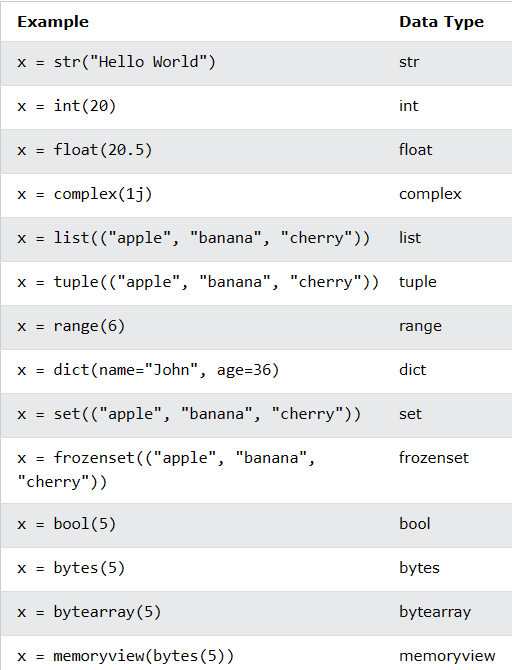 Example Data Type
x = str("Hello World") str
x = int(20) int
x = float(20.5) float
x = complex(1j) complex
x = list(("apple", "banana", "cherry")) list
x = tuple(("apple", "banana", "cherry")) tuple
x = range(6) range
x = dict(name="John", age=36) dict
x = set(("apple", "banana", "cherry")) set
x = frozenset(("apple", "banana", frozenset
"cherry"))
x = bool(5) bool
x = bytes(5) bytes
x = bytearray(5) bytearray
x = memoryview(bytes(5)) memoryview